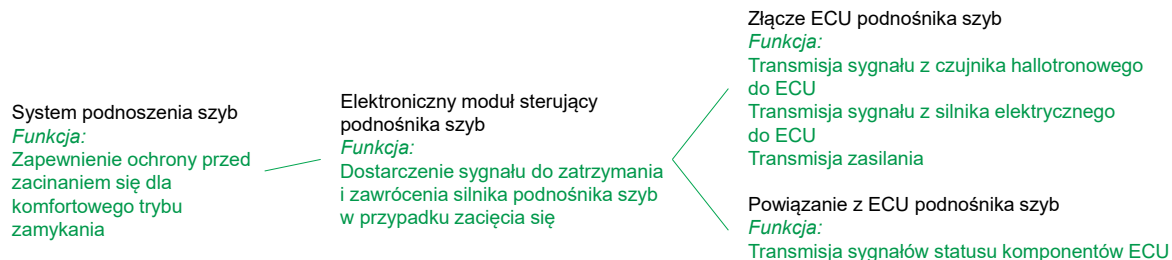 System podnoszenia szyb
Funkcja:
Zapewnienie ochrony przed
zacinaniem się dla
komfortowego trybu
zamykania
Elektroniczny moduł sterujący
podnośnika szyb
Funkcja:
Dostarczenie sygnału do zatrzymania
i zawrócenia silnika podnośnika szyb
w przypadku zacięcia się
Złącze ECU podnośnika szyb
Funkcja:
Transmisja sygnału z czujnika hallotronowego
do ECU
Transmisja sygnału z silnika elektrycznego
do ECU
Transmisja zasilania
Powiązanie z ECU podnośnika szyb
Funkcja:
Transmisja sygnałów statusu komponentów ECU